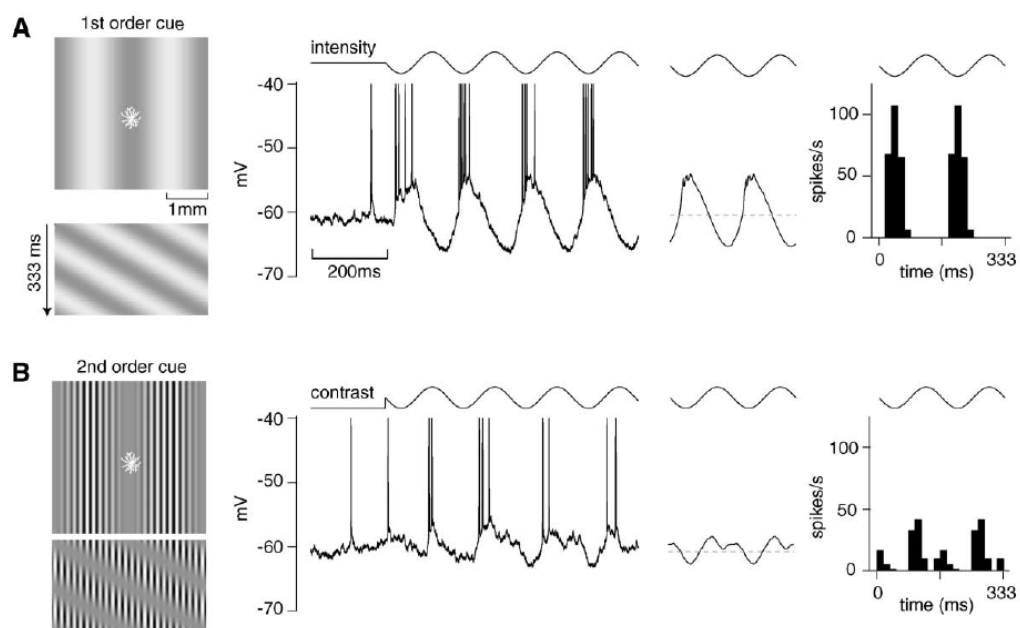 A
1st order cue
1mm
333 ms
intensity
-40
-50
-60
-70
mV
200ms
100
50
0
spikes/s
0
333
time (ms)
B
2nd order cue
contrast
-40
-50
-60
-70
mV
100
50
0
spikes/s
0
333
time (ms)